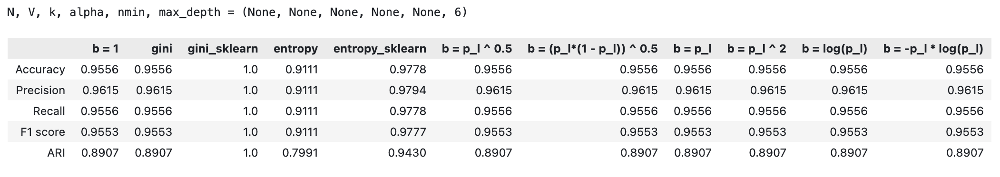 N, V, k, alpha, nmin, max_depth = (None, None, None, None, None, 6)
b = 1 gini gini_sklearn entropy entropy_sklearn b = p_l ^ 0.5 b = (p_l*(1 - p_l)) ^ 0.5 b = p_l b = p_l ^ 2 b = log(p_l) b = -p_l * log(p_l)
Accuracy 0.9556 0.9556 1.0 0.9111 0.9778 0.9556 0.9556 0.9556 0.9556 0.9556 0.9556
Precision 0.9615 0.9615 1.0 0.9111 0.9794 0.9615 0.9615 0.9615 0.9615 0.9615 0.9615
Recall 0.9556 0.9556 1.0 0.9111 0.9778 0.9556 0.9556 0.9556 0.9556 0.9556 0.9556
F1 score 0.9553 0.9553 1.0 0.9111 0.9777 0.9553 0.9553 0.9553 0.9553 0.9553 0.9553
ARI 0.8907 0.8907 1.0 0.7991 0.9430 0.8907 0.8907 0.8907 0.8907 0.8907 0.8907